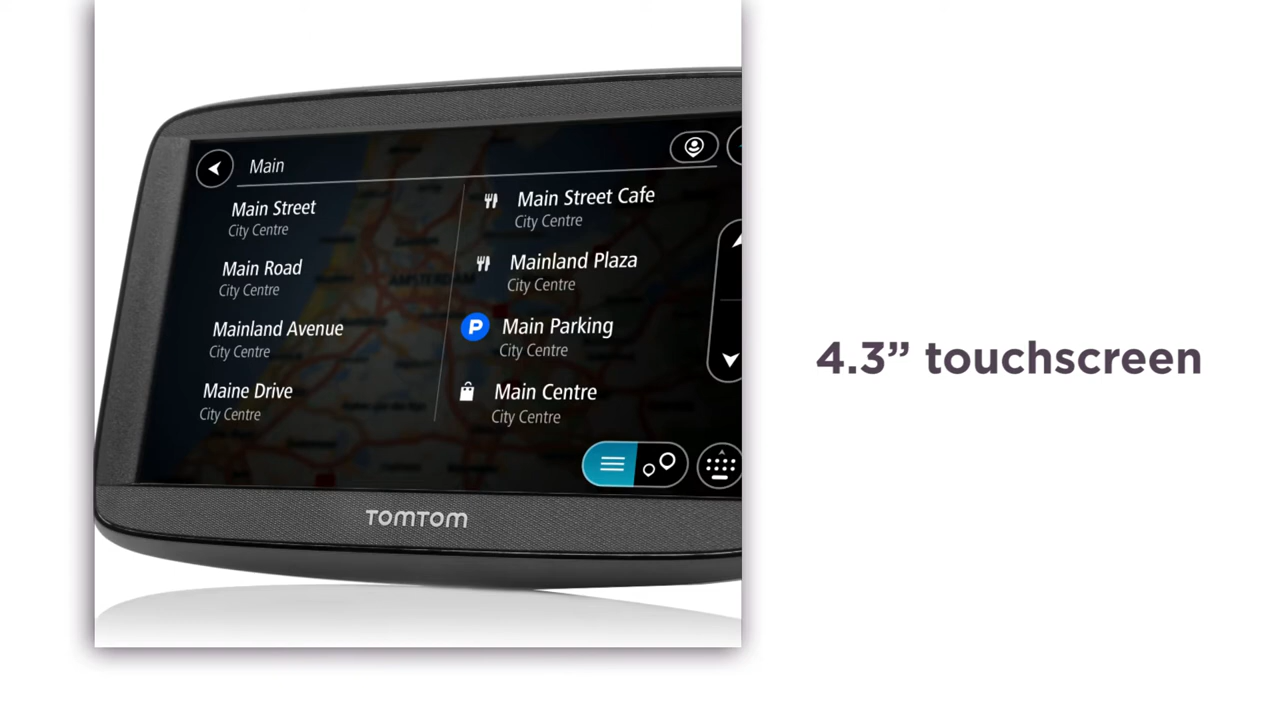 Main
Main Street
City Centre
Main Road
City Centre
Mainland Avenue
City Centre
Maine Drive
City Centre
Main Street Cafe
City Centre
Mainland Plaza
City Centre
P
Main Parking
City Centre
Main Centre
City Centre
AMSTERDAM
TOMTOM
4.3” touchscreen